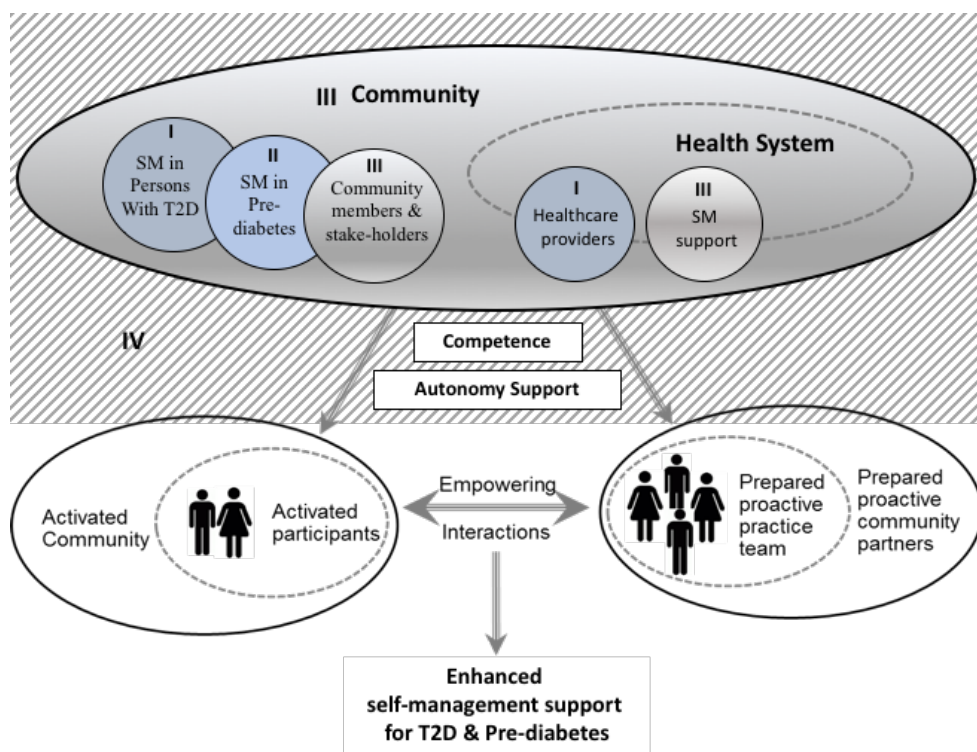 III Community
Health System
I
SM in
Persons
With T2D
II
SM in
Pre-
diabetes
III
Community
members &
stake-holders
I
Healthcare
providers
III
SM
support
IV
Competence
Autonomy Support
Activated
Community
Activated
participants
Empowering
Interactions
Prepared
proactive
practice
team
Prepared
proactive
community
partners
Enhanced
self-management support
for T2D & Pre-diabetes